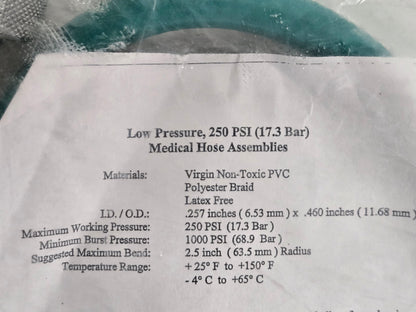 Low Pressure, 250 PSI (17.3 Bar)
Medical Hose Assemblies
Materials: Virgin Non-Toxic PVC
Polyester Braid
Latex Free
I.D. / O.D.: .257 inches ( 6.53 mm ) x .460 inches ( 11.68 mm )
Maximum Working Pressure: 250 PSI (17.3 Bar )
Minimum Burst Pressure: 1000 PSI (68.9 Bar )
Suggested Maximum Bend: 2.5 inch ( 63.5 mm ) Radius
Temperature Range: + 25° F to +150° F
- 4° C to +65° C